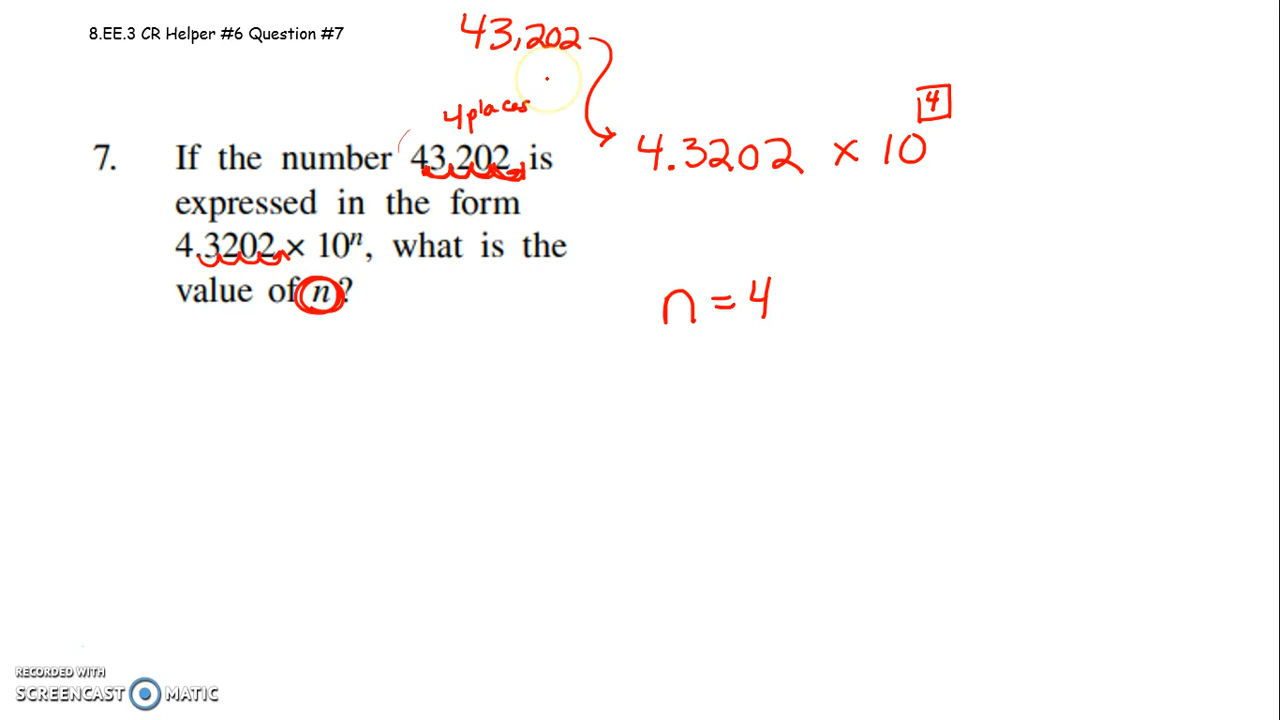 8.EE.3 CR Helper #6 Question #7
43,202
4 places
4
4.3202 × 10
7. If the number 43,202 is
expressed in the form
4.3202 × 10ⁿ, what is the
value of n?
n = 4
RECORDED WITH
SCREENCAST MATIC